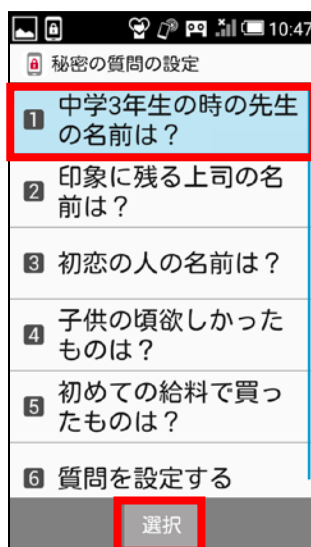 10:47
秘密の質問の設定
1 中学3年生の時の先生
の名前は？
2 印象に残る上司の名
前は？
3 初恋の人の名前は？
4 子供の頃欲しかった
ものは？
5 初めての給料で買っ
たものは？
6 質問を設定する
選択